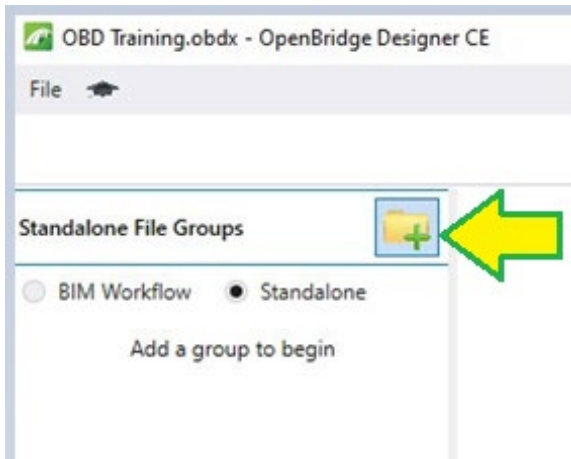 OBD Training.obdx - OpenBridge Designer CE
File
Standalone File Groups
BIM Workflow Standalone
Add a group to begin